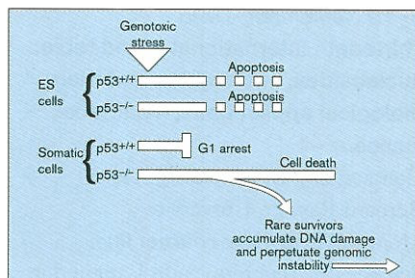 Genotoxic
stress
ES
cells
p53+/+
Apoptosis
p53–/–
Apoptosis
Somatic
cells
p53+/+
G1 arrest
p53–/–
Cell death
Rare survivors
accumulate DNA damage
and perpetuate genomic
instability